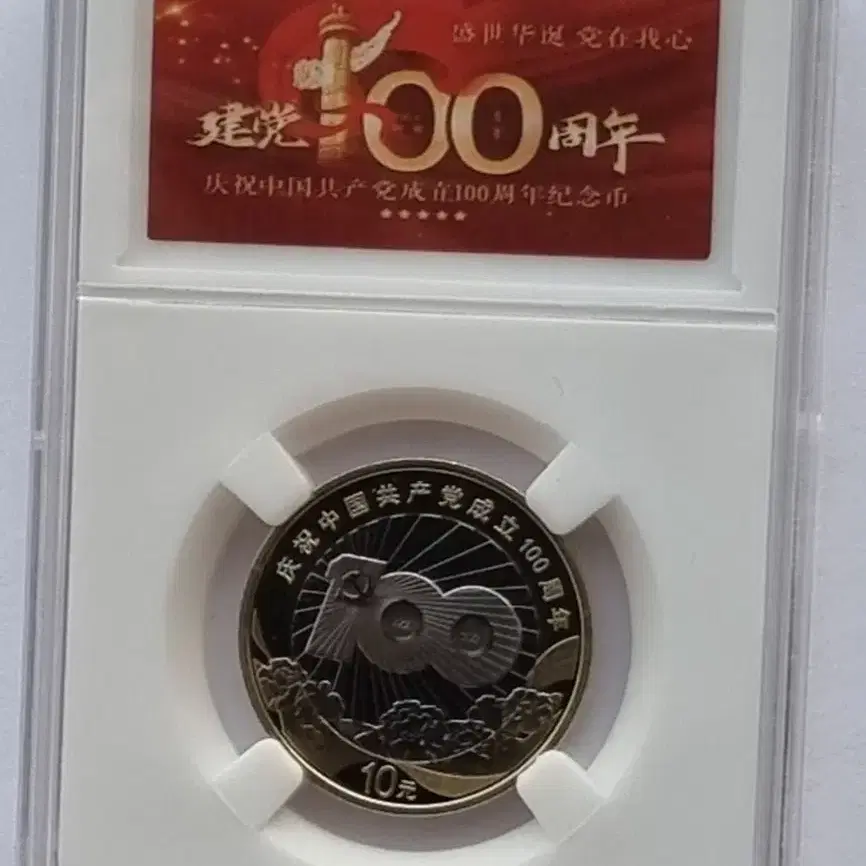 盛世华诞 党在我心
建党100周年
庆祝中国共产党成立100周年纪念币
庆祝中国共产党成立100周年
100
10元